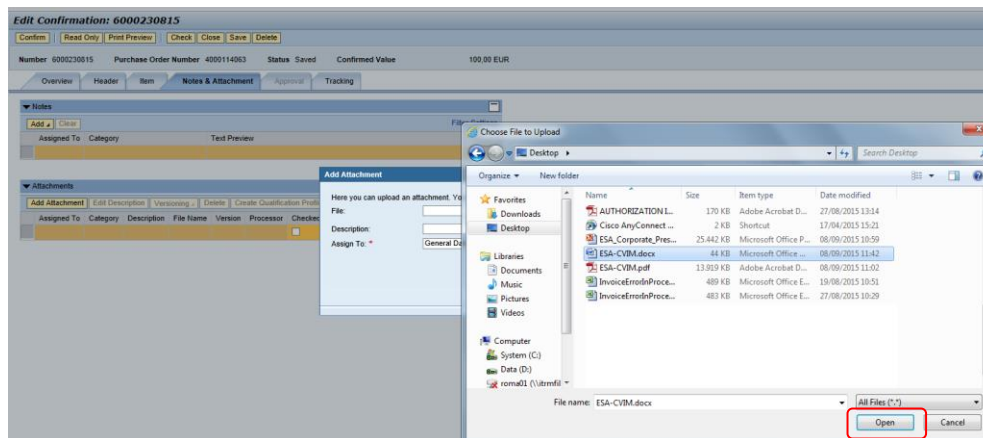 Edit Confirmation: 6000230815
Confirm Read Only Print Preview Check Close Save Delete
Number 6000230815 Purchase Order Number 4000114063 Status Saved Confirmed Value 100,00 EUR
Overview Header Item Notes & Attachment Approval Tracking
Notes
Add Clear
Assigned To Category Text Preview
Attachments
Add Attachment Edit Description Versioning Delete Create Qualification
Assigned To Category Description File Name Version Processor Checked
Add Attachment
Here you can upload an attachment.
File:
Description:
Assign To: * General
Choose File to Upload
Desktop
Search Desktop
Organize New folder
Favorites
Downloads
Desktop
Libraries
Documents
Music
Pictures
Videos
Computer
System (C:)
Data (D:)
roma01 (\\itrmfil
Name Size Item type Date modified
AUTHORIZATION I... 170 KB Adobe Acrobat D... 27/08/2015 13:14
Cisco AnyConnect ... 2 KB Shortcut 17/04/2015 15:21
ESA_Corporate_Pres... 25.442 KB Microsoft Office P... 08/09/2015 10:59
ESA-CVIM.docx 44 KB Microsoft Office ... 08/09/2015 11:42
ESA-CVIM.pdf 13.919 KB Adobe Acrobat D... 08/09/2015 11:02
InvoiceErrorInProce... 489 KB Microsoft Office E... 19/08/2015 10:51
InvoiceErrorInProce... 483 KB Microsoft Office E... 27/08/2015 10:29
File name: ESA-CVIM.docx All Files (*.*)
Open Cancel